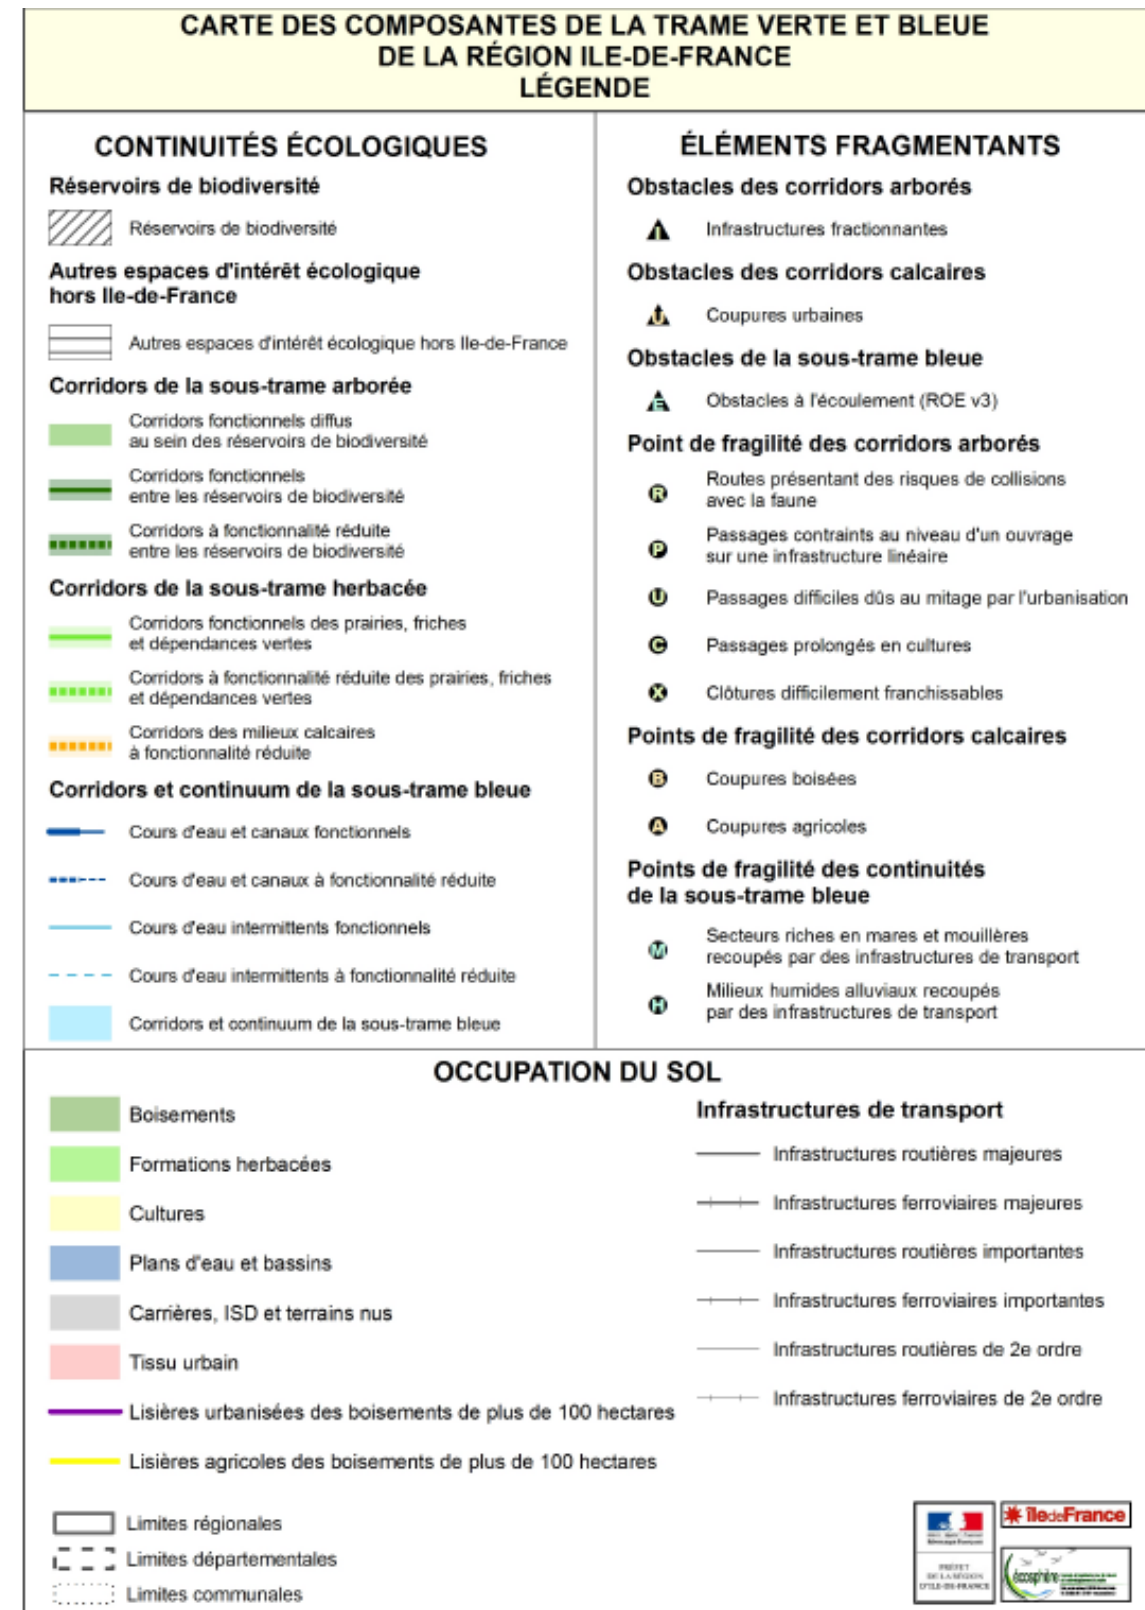 CARTE DES COMPOSANTES DE LA TRAME VERTE ET BLEUE
DE LA RÉGION ILE-DE-FRANCE
LÉGENDE
CONTINUITÉS ÉCOLOGIQUES
Réservoirs de biodiversité
Réservoirs de biodiversité
Autres espaces d'intérêt écologique
hors Ile-de-France
Autres espaces d'intérêt écologique hors Ile-de-France
Corridors de la sous-trame arborée
Corridors fonctionnels diffus
au sein des réservoirs de biodiversité
Corridors fonctionnels
entre les réservoirs de biodiversité
Corridors à fonctionnalité réduite
entre les réservoirs de biodiversité
Corridors de la sous-trame herbacée
Corridors fonctionnels des prairies, friches
et dépendances vertes
Corridors à fonctionnalité réduite des prairies, friches
et dépendances vertes
Corridors des milieux calcaires
à fonctionnalité réduite
Corridors et continuum de la sous-trame bleue
Cours d'eau et canaux fonctionnels
Cours d'eau et canaux à fonctionnalité réduite
Cours d'eau intermittents fonctionnels
Cours d'eau intermittents à fonctionnalité réduite
Corridors et continuum de la sous-trame bleue
ÉLÉMENTS FRAGMENTANTS
Obstacles des corridors arborés
I Infrastructures fractionnantes
Obstacles des corridors calcaires
U Coupures urbaines
Obstacles de la sous-trame bleue
E Obstacles à l'écoulement (ROE v3)
Point de fragilité des corridors arborés
R Routes présentant des risques de collisions
avec la faune
P Passages contraints au niveau d'un ouvrage
sur une infrastructure linéaire
U Passages difficiles dûs au mitage par l'urbanisation
C Passages prolongés en cultures
X Clôtures difficilement franchissables
Points de fragilité des corridors calcaires
B Coupures boisées
A Coupures agricoles
Points de fragilité des continuités
de la sous-trame bleue
M Secteurs riches en mares et mouillères
recoupés par des infrastructures de transport
H Milieux humides alluviaux recoupés
par des infrastructures de transport
OCCUPATION DU SOL
Boisements
Formations herbacées
Cultures
Plans d'eau et bassins
Carrières, ISD et terrains nus
Tissu urbain
Lisières urbanisées des boisements de plus de 100 hectares
Lisières agricoles des boisements de plus de 100 hectares
Limites régionales
Limites départementales
Limites communales
Infrastructures de transport
Infrastructures routières majeures
Infrastructures ferroviaires majeures
Infrastructures routières importantes
Infrastructures ferroviaires importantes
Infrastructures routières de 2e ordre
Infrastructures ferroviaires de 2e ordre
PRÉFET
DE LA RÉGION
D'ILE-DE-FRANCE
îledeFrance
écosphère